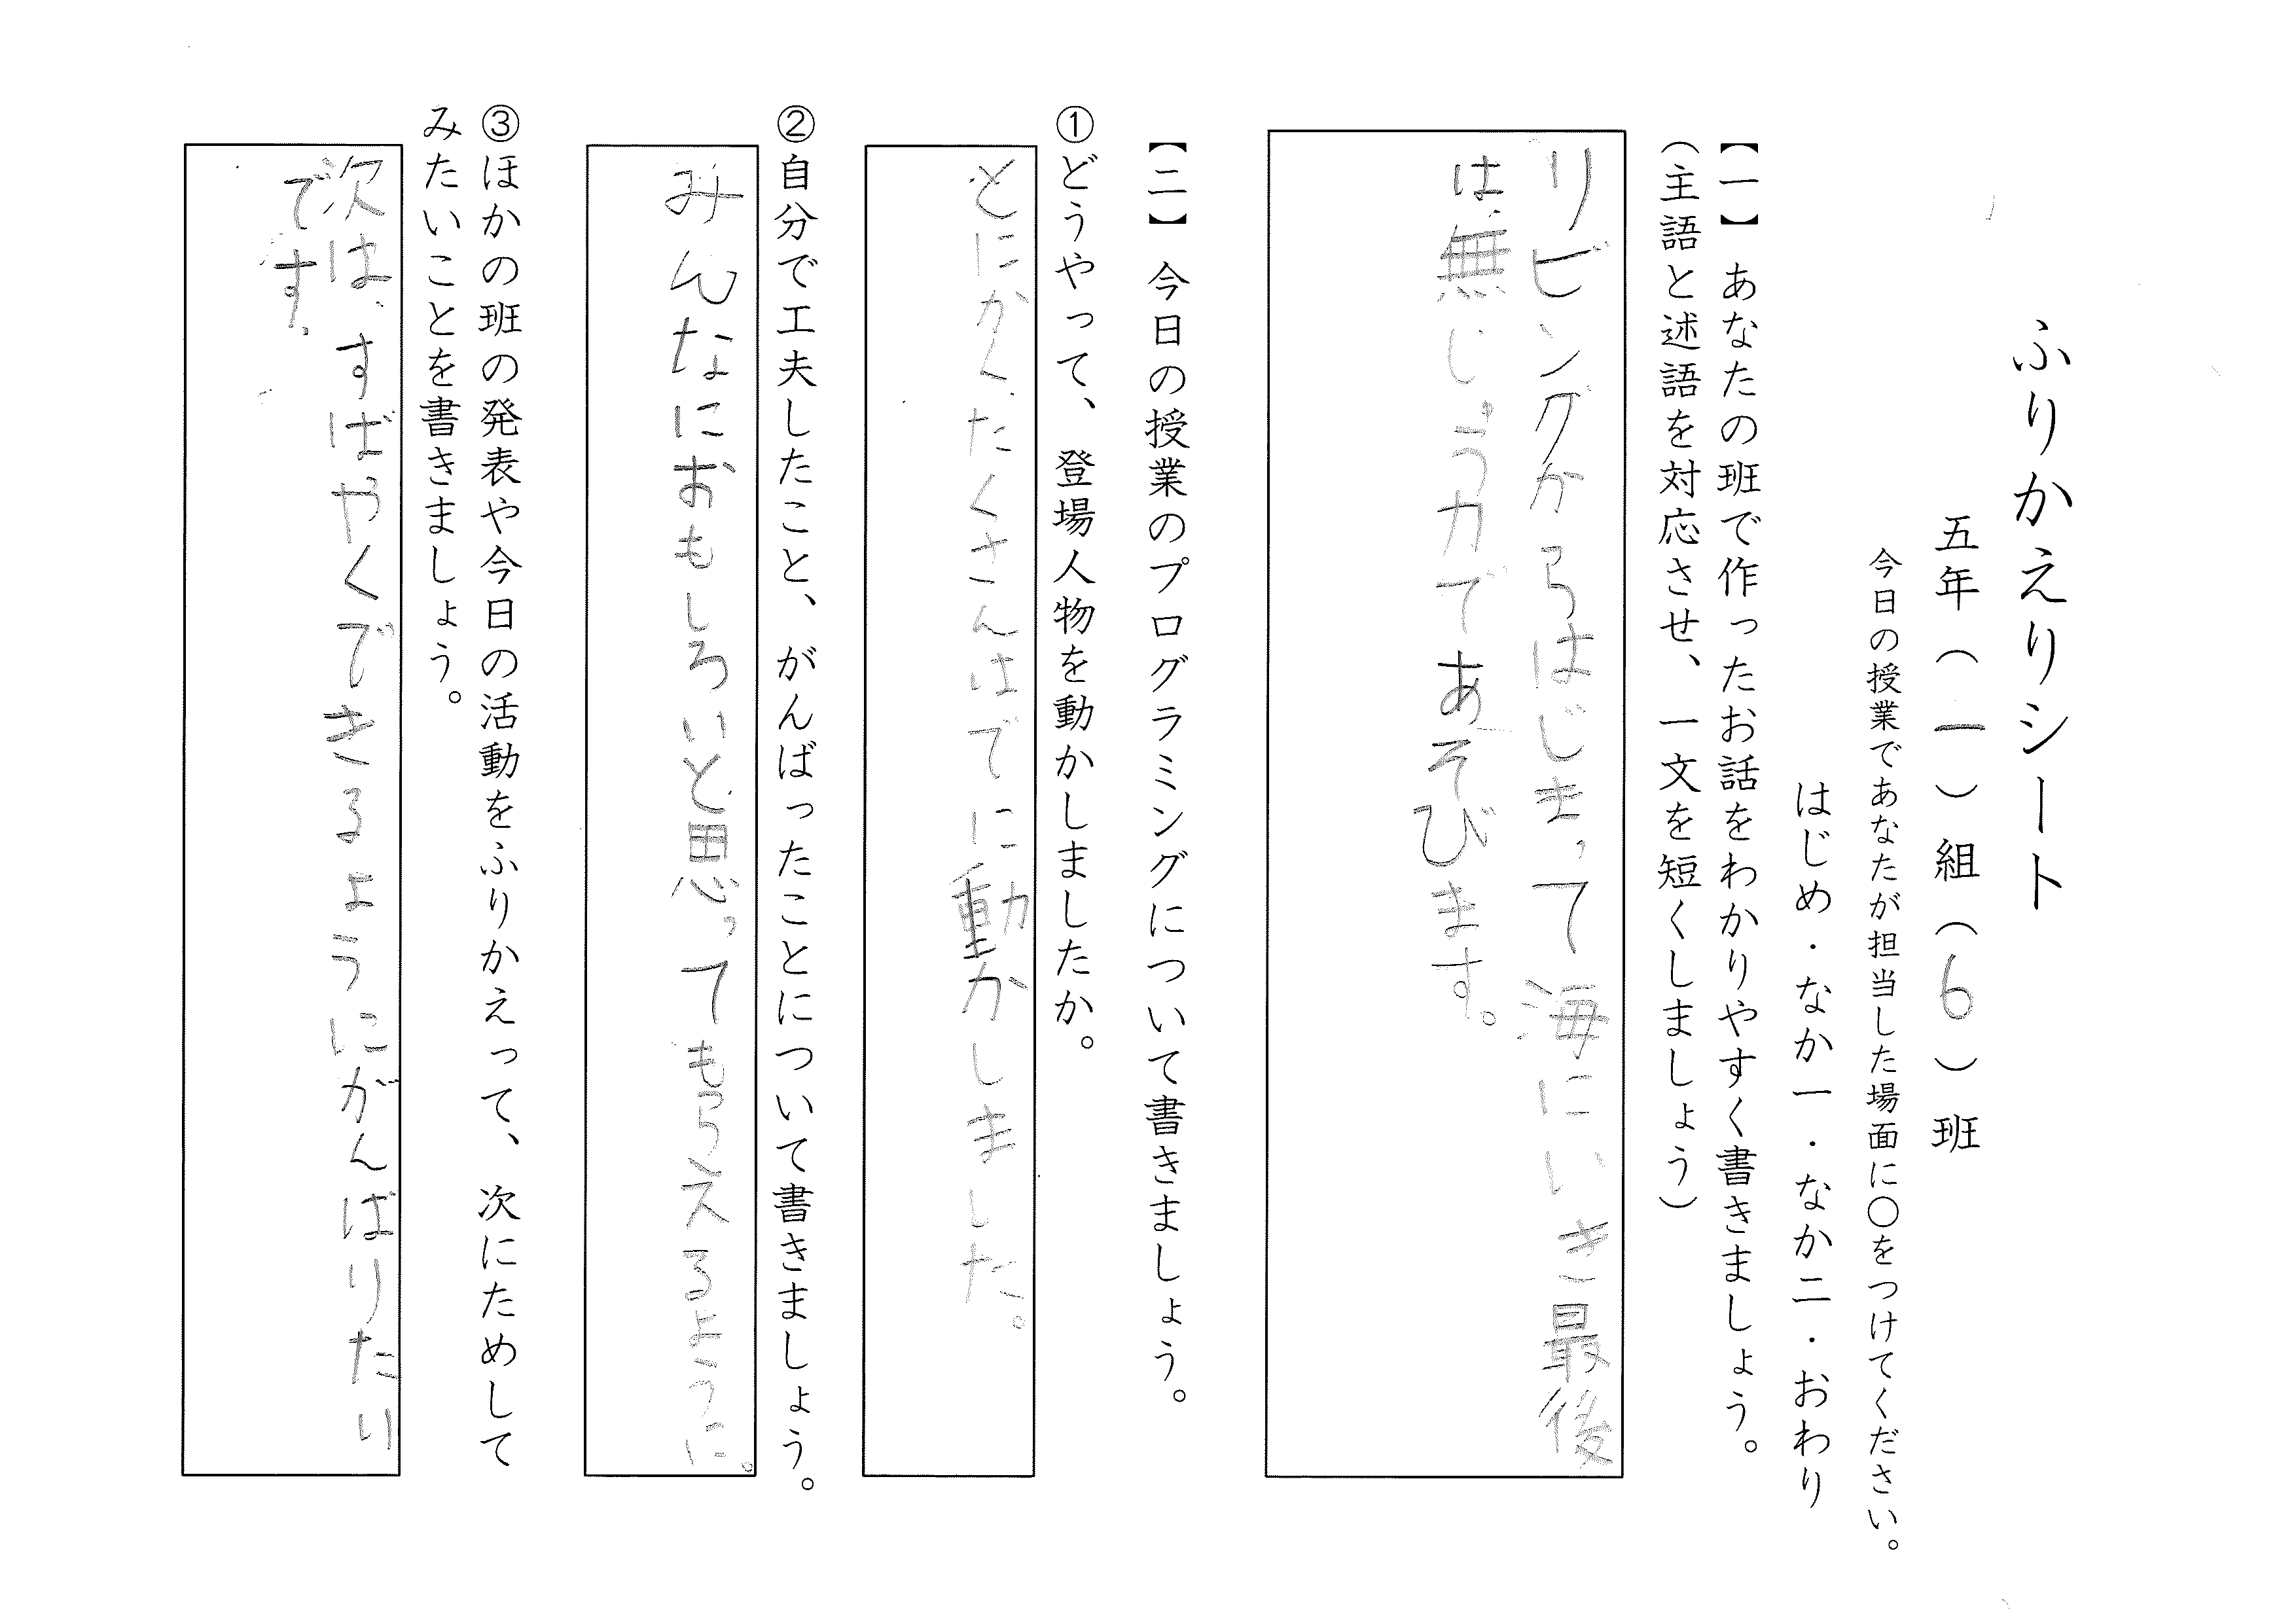 ふりかえりシート
五年(一)組(6)班
今日の授業であなたが担当した場面に〇をつけてください。
はじめ・なか一・なか二・おわり
【一】あなたの班で作ったお話をわかりやすく書きましょう。
(主語と述語を対応させ、一文を短くしましょう)
リビングからはじまって海にいき最後
は、無じゅう力であそびます。
【二】今日の授業のプログラミングについて書きましょう。
①どうやって、登場人物を動かしましたか。
とにかく、たくさんはでに動かしました。
②自分で工夫したこと、がんばったことについて書きましょう。
みんなにおもしろいと思ってもらえるように。
③ほかの班の発表や今日の活動をふりかえって、次にためして
みたいことを書きましょう。
次は、すばやくできるようにがんばりたい
です、